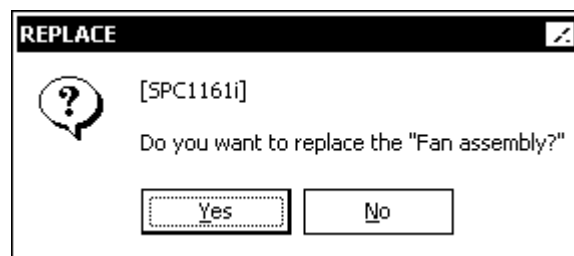 REPLACE
[SPC1161i]
Do you want to replace the "Fan assembly?"
Yes
No